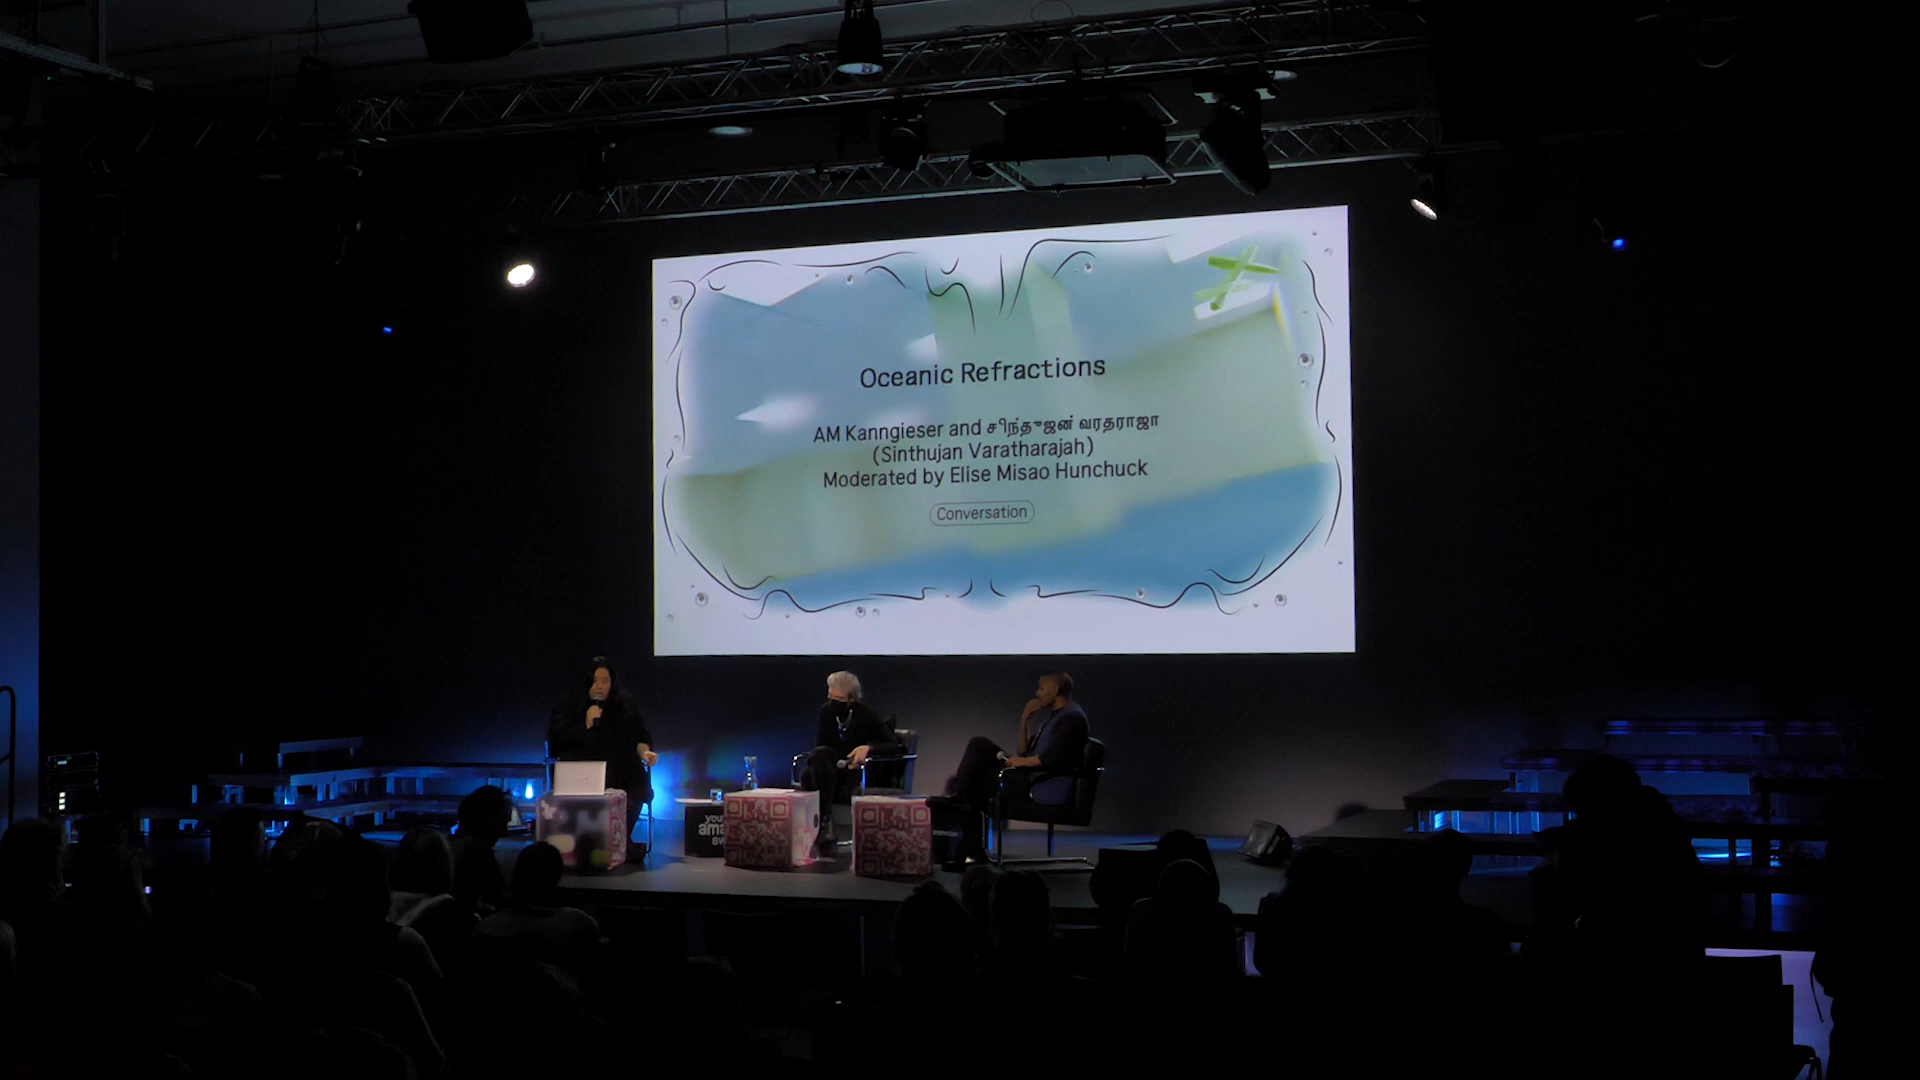 Oceanic Refractions
AM Kanngieser and சிந்துஜன் வரதராஜா
(Sinthujan Varatharajah)
Moderated by Elise Misao Hunchuck
Conversation